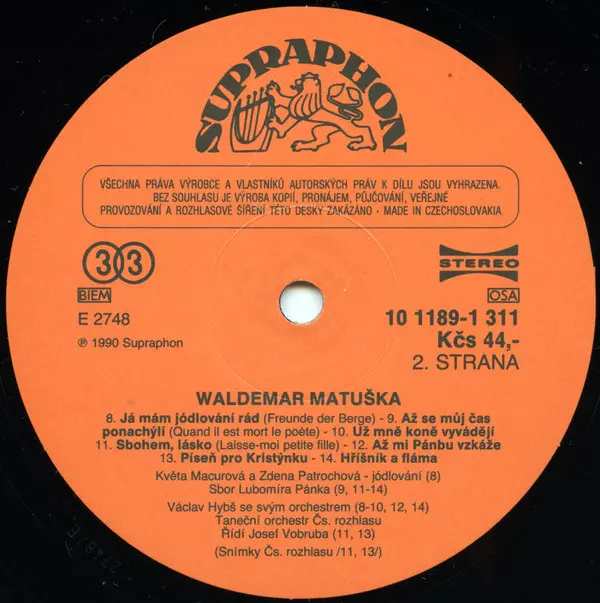 SUPRAPHON
VŠECHNA PRÁVA VÝROBCE A VLASTNÍKŮ AUTORSKÝCH PRÁV K DÍLU JSOU VYHRAZENA.
BEZ SOUHLASU JE VÝROBA KOPIÍ, PRONÁJEM, PŮJČOVÁNÍ, VEŘEJNÉ
PROVOZOVÁNÍ A ROZHLASOVÉ ŠÍŘENÍ TÉTO DESKY ZAKÁZÁNO - MADE IN CZECHOSLOVAKIA
33
STEREO
BIEM
OSA
E 2748
10 1189-1 311
℗ 1990 Supraphon
Kčs 44,-
2. STRANA
WALDEMAR MATUŠKA
8. Já mám jódlování rád (Freunde der Berge) - 9. Až se můj čas
ponachýlí (Quand il est mort le poète) - 10. Už mně koně vyvádějí
11. Sbohem, lásko (Laisse-moi petite fille) - 12. Až mi Pánbu vzkáže
13. Píseň pro Kristýnku - 14. Hříšník a fláma
Květa Macurová a Zdena Patrochová - jódlování (8)
Sbor Lubomíra Pánka (9, 11-14)
Václav Hybš se svým orchestrem (8-10, 12, 14)
Taneční orchestr Čs. rozhlasu
Řídí Josef Vobruba (11, 13)
(Snímky Čs. rozhlasu /11, 13/)